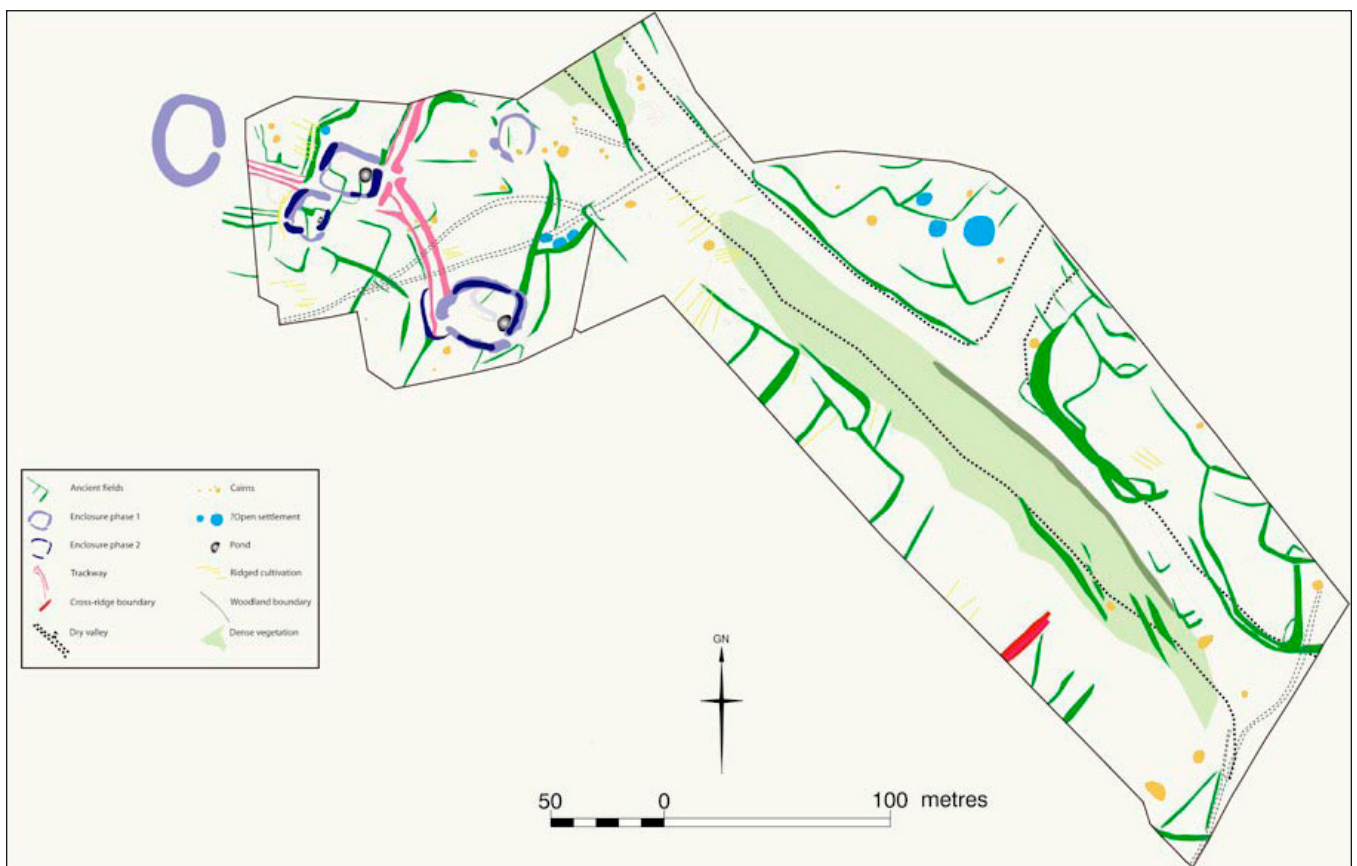 Ancient fields
Enclosure phase 1
Enclosure phase 2
Trackway
Cross-ridge boundary
Dry valley
Cairns
?Open settlement
Pond
Ridged cultivation
Woodland boundary
Dense vegetation
GN
50 0 100 metres